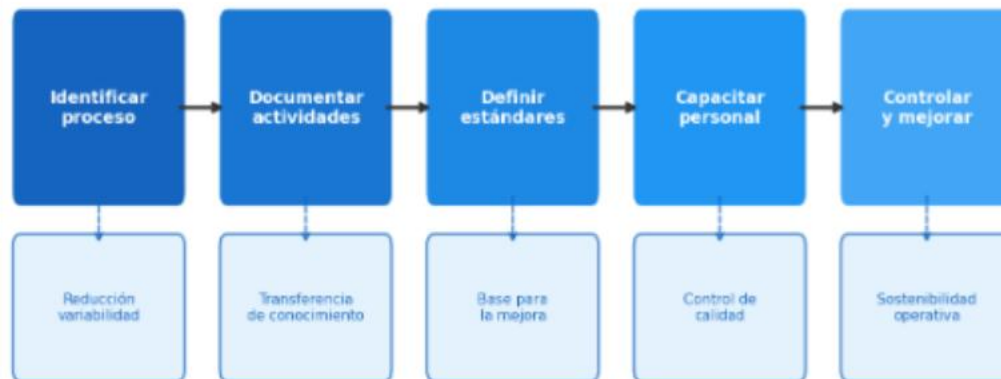 Identificar
proceso
Documentar
actividades
Definir
estándares
Capacitar
personal
Controlar
y mejorar
Reducción
variabilidad
Transferencia
de conocimiento
Base para
la mejora
Control de
calidad
Sostenibilidad
operativa